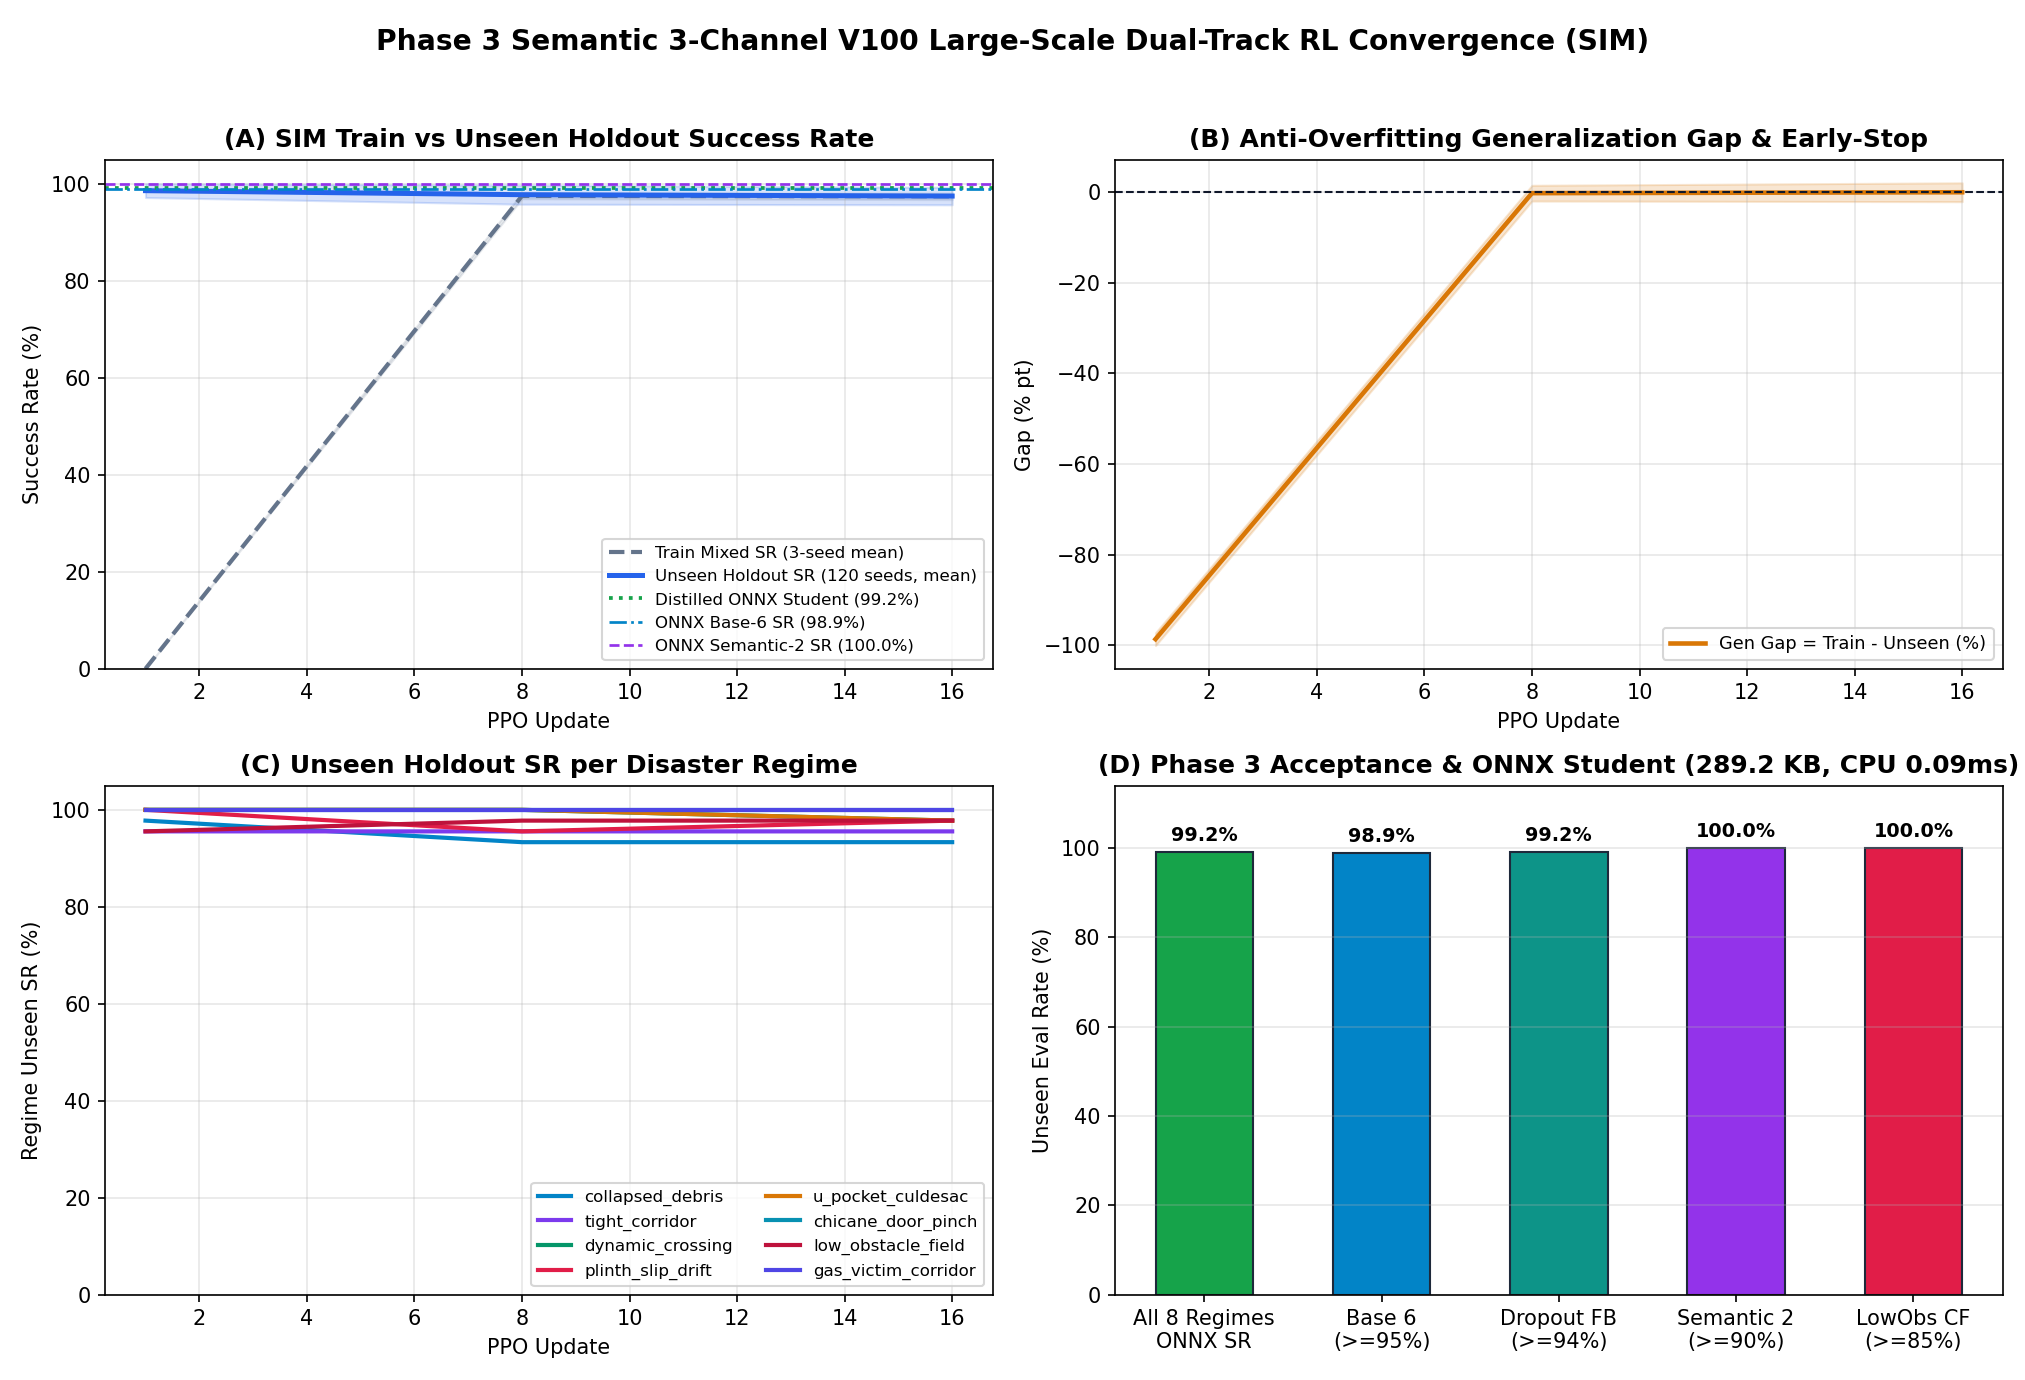 Phase 3 Semantic 3-Channel V100 Large-Scale Dual-Track RL Convergence (SIM)
(A) SIM Train vs Unseen Holdout Success Rate
Success Rate (%)
100
80
60
40
20
0
2 4 6 8 10 12 14 16
PPO Update
Train Mixed SR (3-seed mean)
Unseen Holdout SR (120 seeds, mean)
Distilled ONNX Student (99.2%)
ONNX Base-6 SR (98.9%)
ONNX Semantic-2 SR (100.0%)
(B) Anti-Overfitting Generalization Gap & Early-Stop
Gap (% pt)
0
−20
−40
−60
−80
−100
2 4 6 8 10 12 14 16
PPO Update
Gen Gap = Train - Unseen (%)
(C) Unseen Holdout SR per Disaster Regime
Regime Unseen SR (%)
100
80
60
40
20
0
2 4 6 8 10 12 14 16
PPO Update
collapsed_debris
tight_corridor
dynamic_crossing
plinth_slip_drift
u_pocket_culdesac
chicane_door_pinch
low_obstacle_field
gas_victim_corridor
(D) Phase 3 Acceptance & ONNX Student (289.2 KB, CPU 0.09ms)
Unseen Eval Rate (%)
100
80
60
40
20
0
99.2% 98.9% 99.2% 100.0% 100.0%
All 8 Regimes
ONNX SR
Base 6
(>=95%)
Dropout FB
(>=94%)
Semantic 2
(>=90%)
LowObs CF
(>=85%)